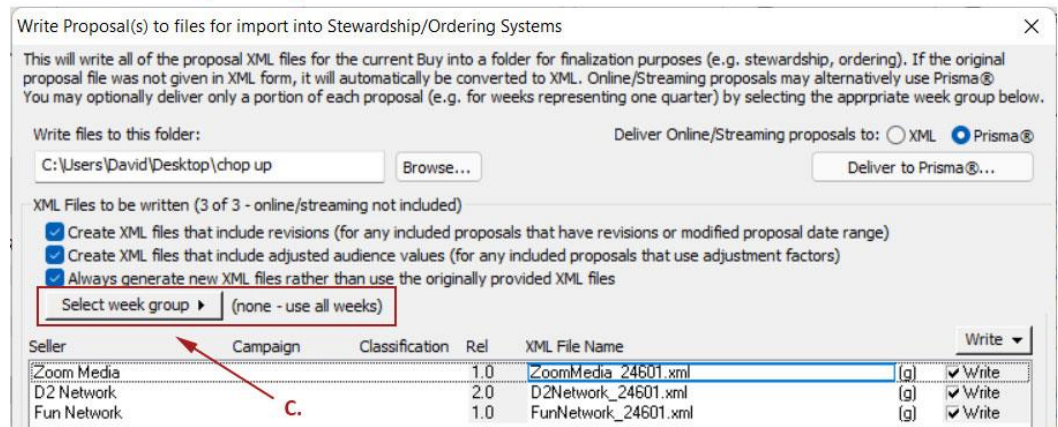 Write Proposal(s) to files for import into Stewardship/Ordering Systems
This will write all of the proposal XML files for the current Buy into a folder for finalization purposes (e.g. stewardship, ordering). If the original
proposal file was not given in XML form, it will automatically be converted to XML. Online/Streaming proposals may alternatively use Prisma®
You may optionally deliver only a portion of each proposal (e.g. for weeks representing one quarter) by selecting the apprpriate week group below.
Write files to this folder: Deliver Online/Streaming proposals to: XML Prisma®
C:\Users\David\Desktop\chop up Browse... Deliver to Prisma®...
XML Files to be written (3 of 3 - online/streaming not included)
Create XML files that include revisions (for any included proposals that have revisions or modified proposal date range)
Create XML files that include adjusted audience values (for any included proposals that use adjustment factors)
Always generate new XML files rather than use the originally provided XML files
Select week group (none - use all weeks)
Seller Campaign Classification Rel XML File Name Write
Zoom Media 1.0 ZoomMedia_24601.xml (g) Write
D2 Network 2.0 D2Network_24601.xml (g) Write
Fun Network 1.0 FunNetwork_24601.xml (g) Write
C.